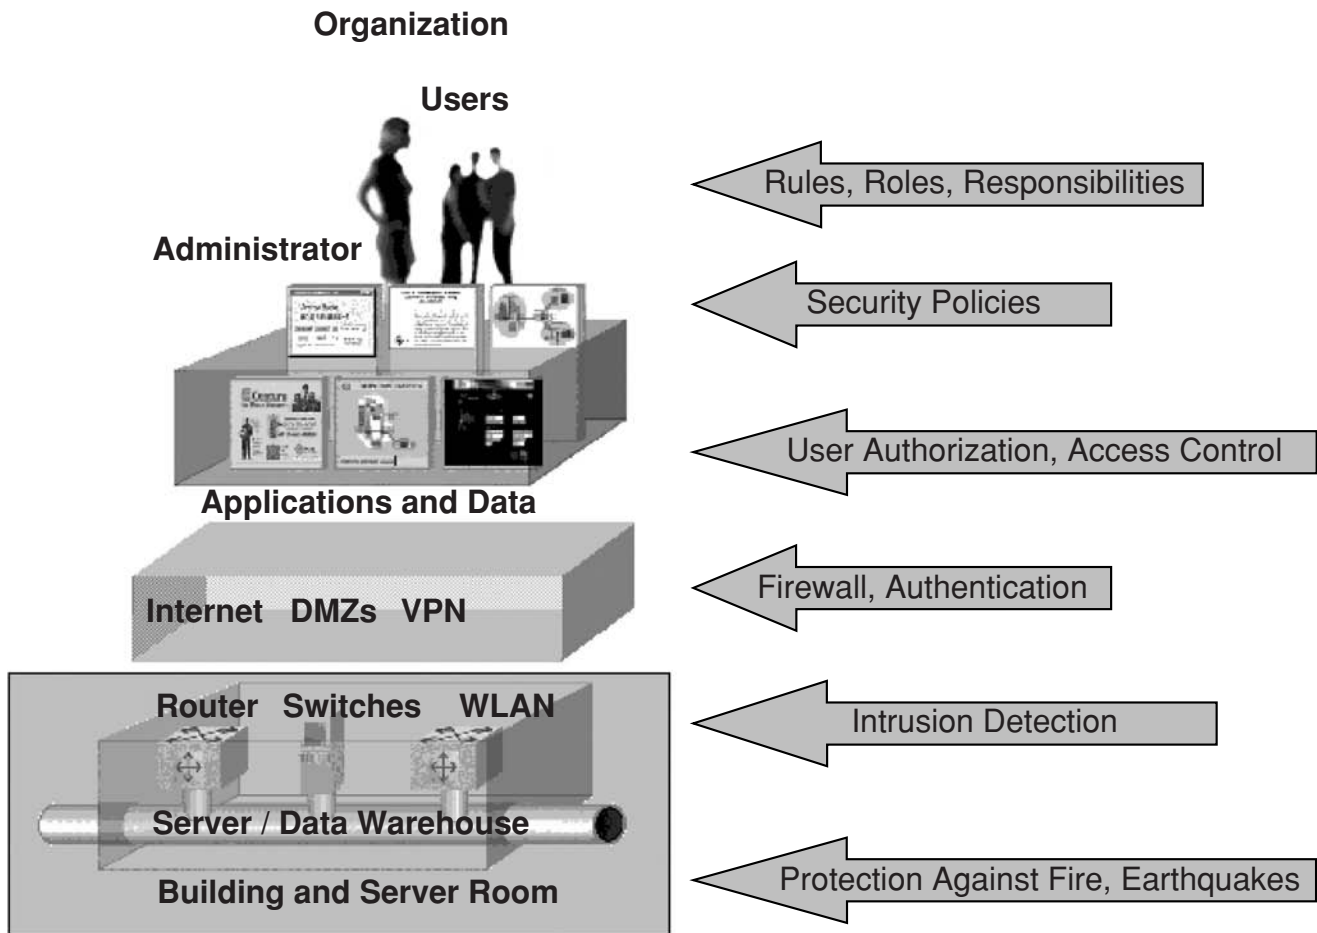 Organization
Users
Rules, Roles, Responsibilities
Administrator
Security Policies
User Authorization, Access Control
Applications and Data
Firewall, Authentication
Internet DMZs VPN
Router Switches WLAN
Intrusion Detection
Server / Data Warehouse
Building and Server Room
Protection Against Fire, Earthquakes